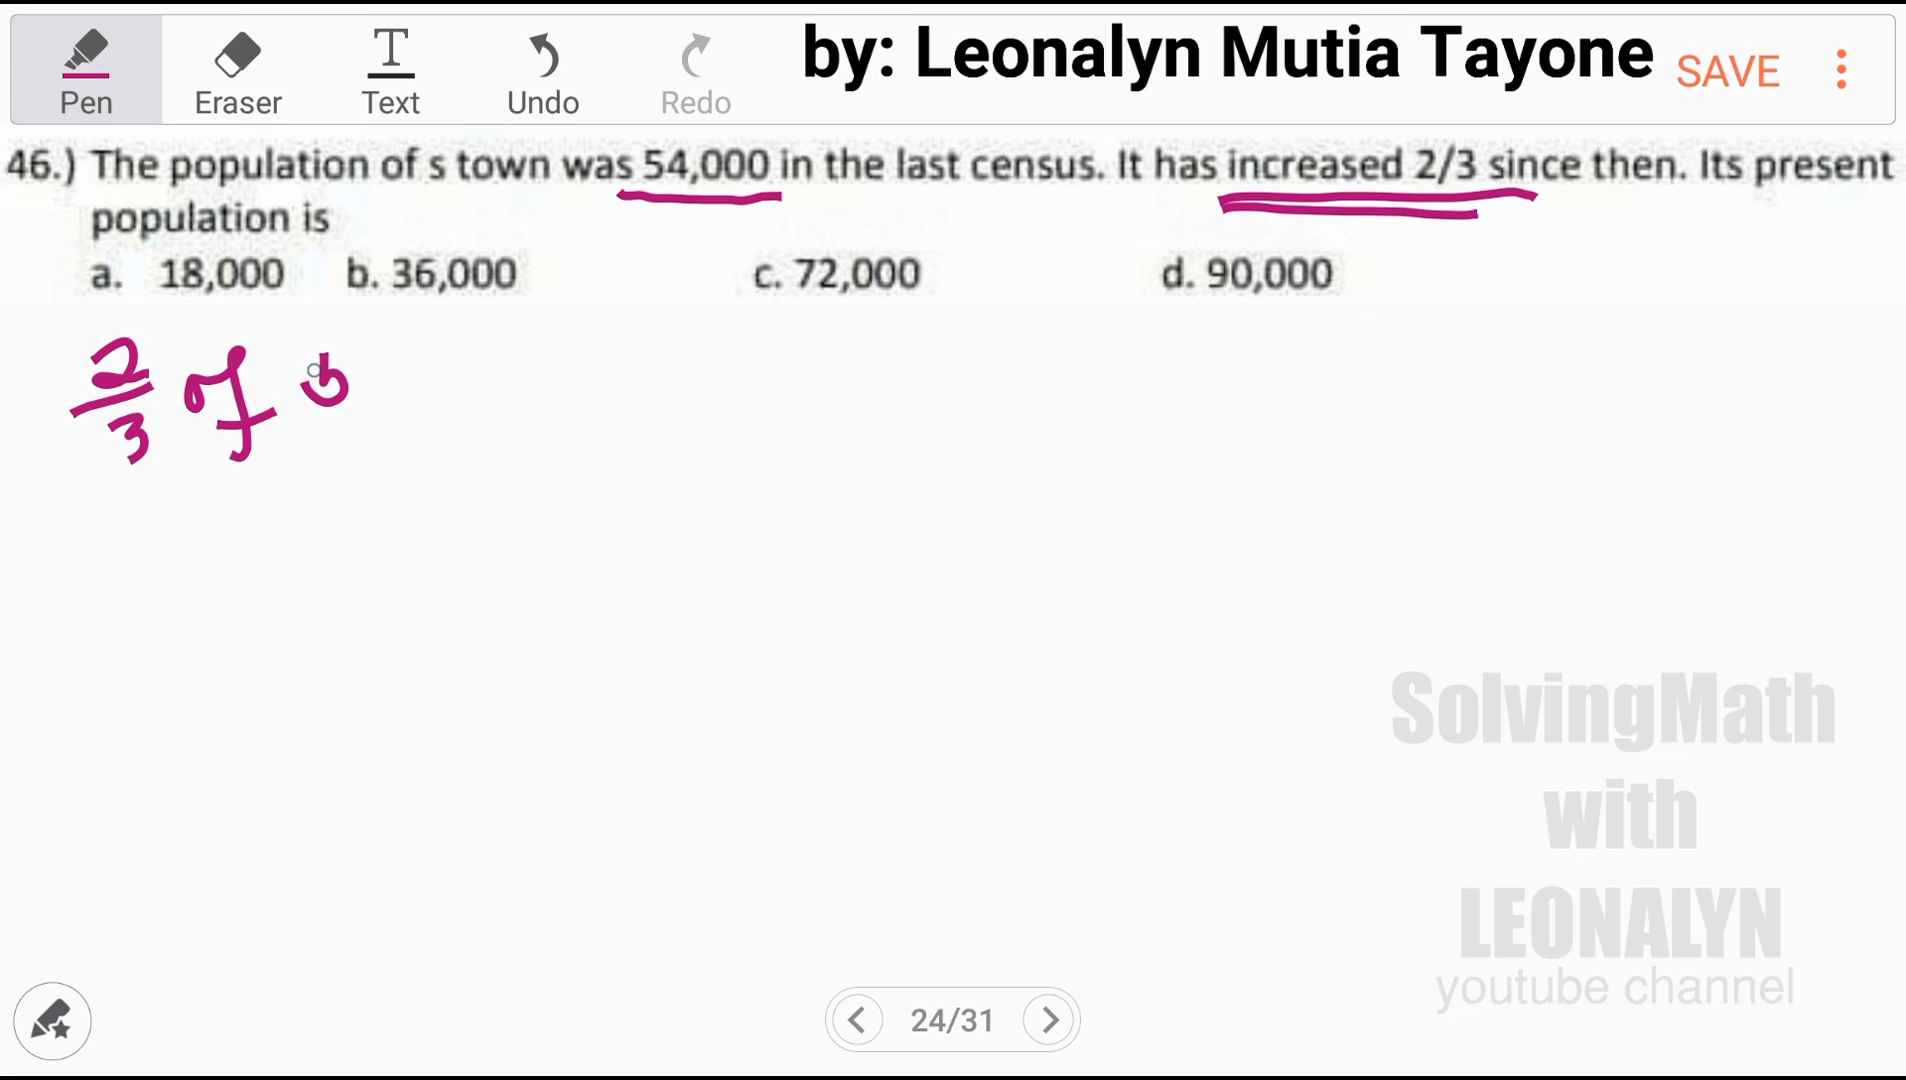 by: Leonalyn Mutia Tayone
Pen Eraser Text Undo Redo SAVE
46.) The population of s town was 54,000 in the last census. It has increased 2/3 since then. Its present
population is
a. 18,000 b. 36,000 c. 72,000 d. 90,000
2/3 of
SolvingMath
with
LEONALYN
youtube channel
24/31